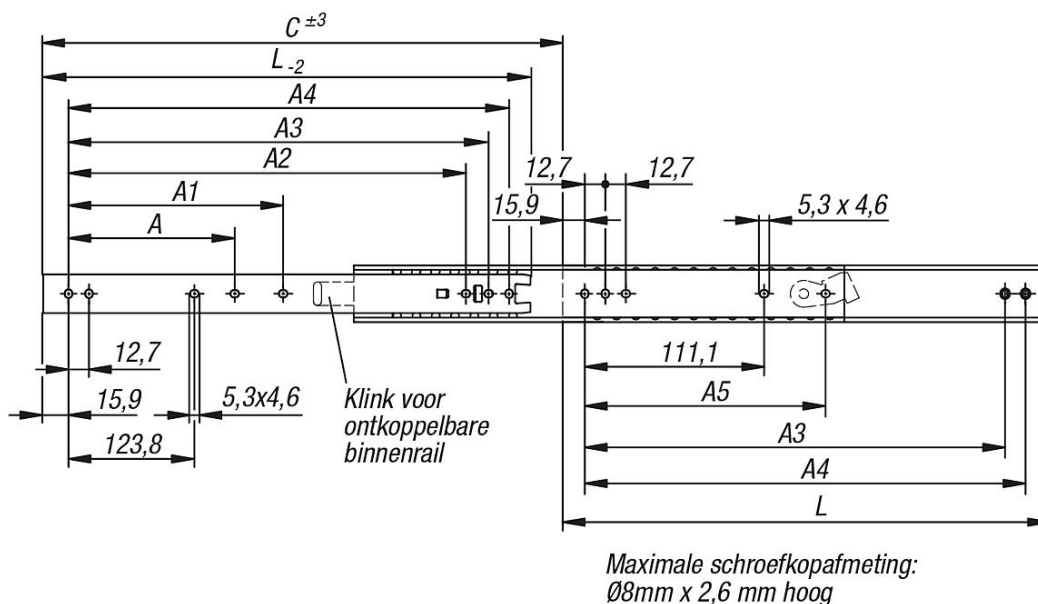 C ±3
L -2
A4
A3
A2
12,7
12,7
A1
15,9
5,3 x 4,6
A
12,7
111,1
15,9
5,3x4,6
Klink voor
ontkoppelbare
binnenrail
A5
123,8
A3
A4
L
Maximale schroefkopafmeting:
Ø8mm x 2,6 mm hoog